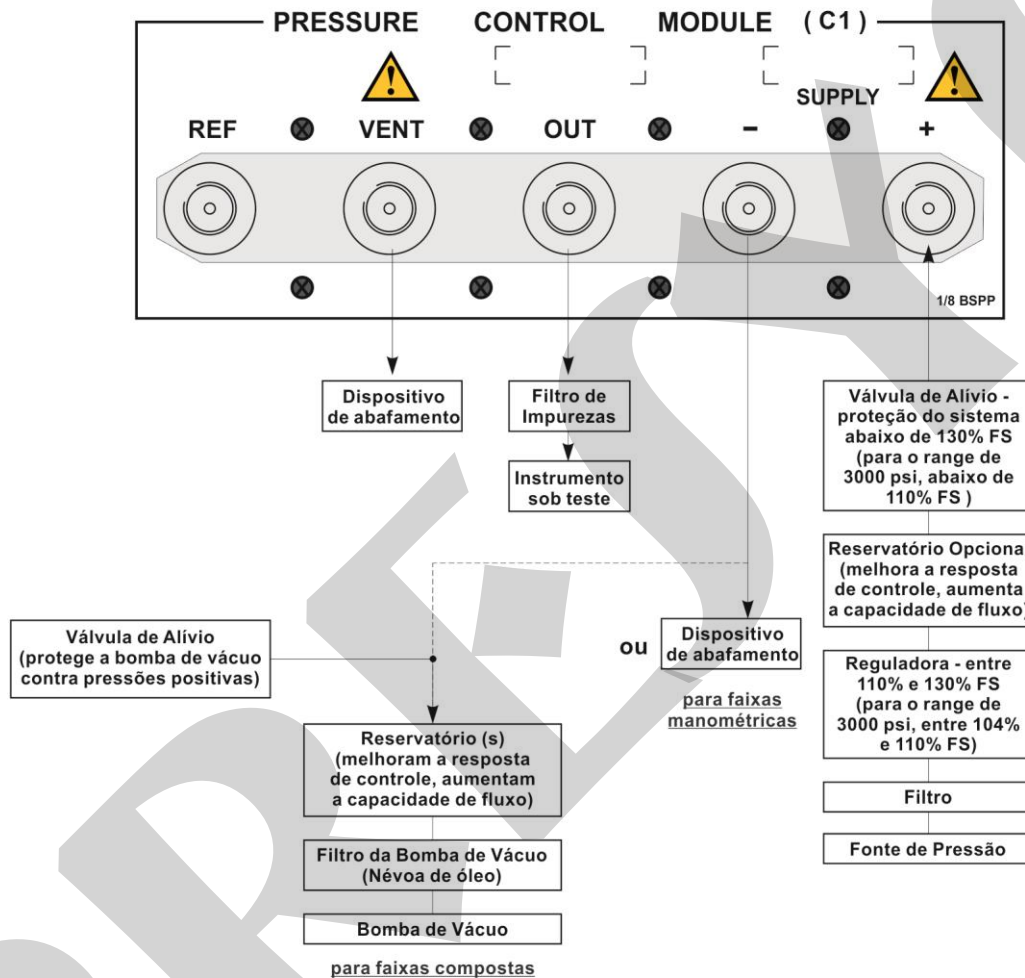 PRESSURE CONTROL MODULE ( C1 )
SUPPLY
REF VENT OUT - +
1/8 BSPP
Dispositivo
de abafamento
Filtro de
Impurezas
Instrumento
sob teste
Válvula de Alívio -
proteção do sistema
abaixo de 130% FS
(para o range de
3000 psi, abaixo de
110% FS )
Reservatório Opciona
(melhora a resposta
de controle, aumenta
a capacidade de fluxo)
Reguladora - entre
110% e 130% FS
(para o range de
3000 psi, entre 104%
e 110% FS)
Filtro
Fonte de Pressão
Válvula de Alívio
(protege a bomba de vácuo
contra pressões positivas)
ou
Dispositivo
de abafamento
para faixas
manométricas
Reservatório (s)
(melhoram a resposta
de controle, aumentam
a capacidade de fluxo)
Filtro da Bomba de Vácuo
(Névoa de óleo)
Bomba de Vácuo
para faixas compostas